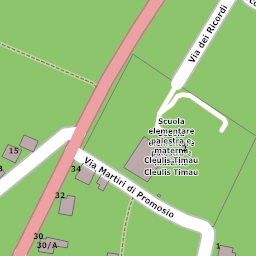 Via dei Ricordi
Scuola
elementare
palestra e
materna
Cleulis Timau
Cleulis Timau
Via Martiri di Promosio
15
34
32
30
30/A
1